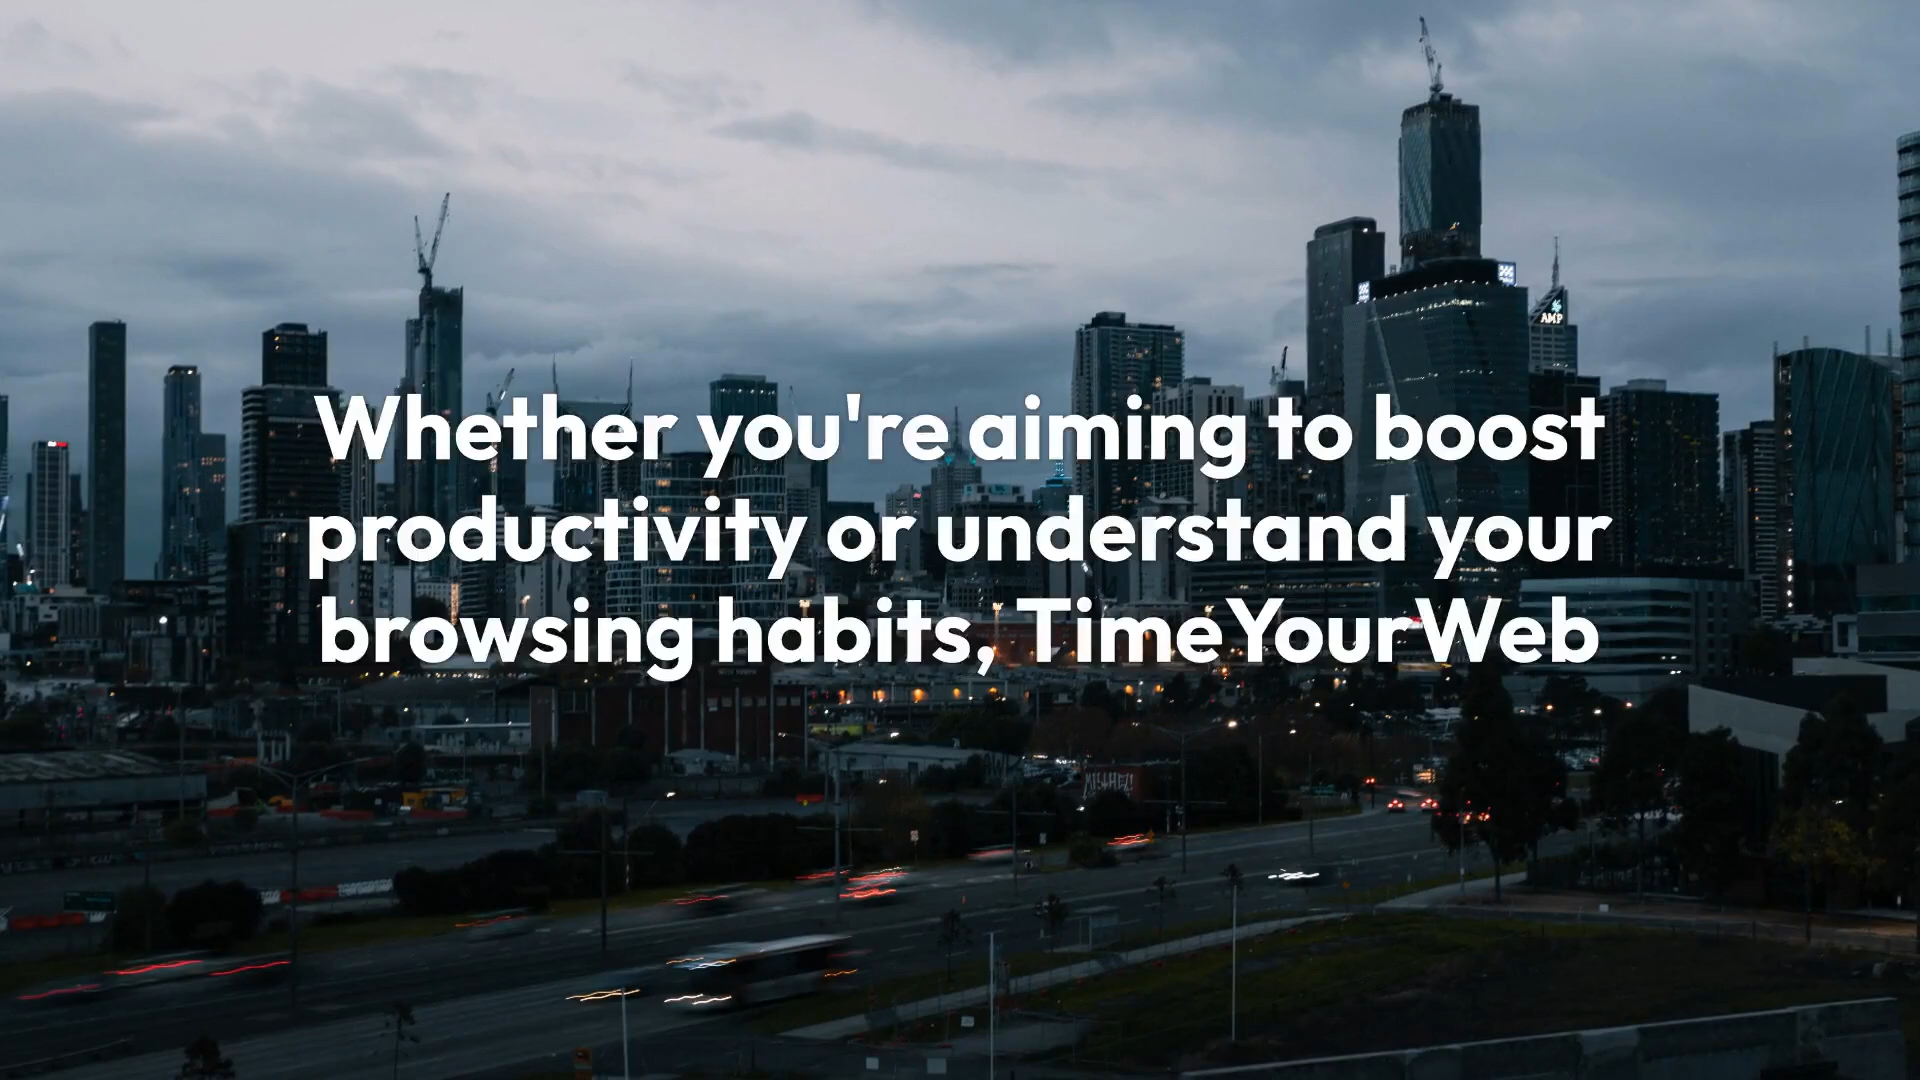 AMP
Whether you're aiming to boost
productivity or understand your
browsing habits, TimeYourWeb